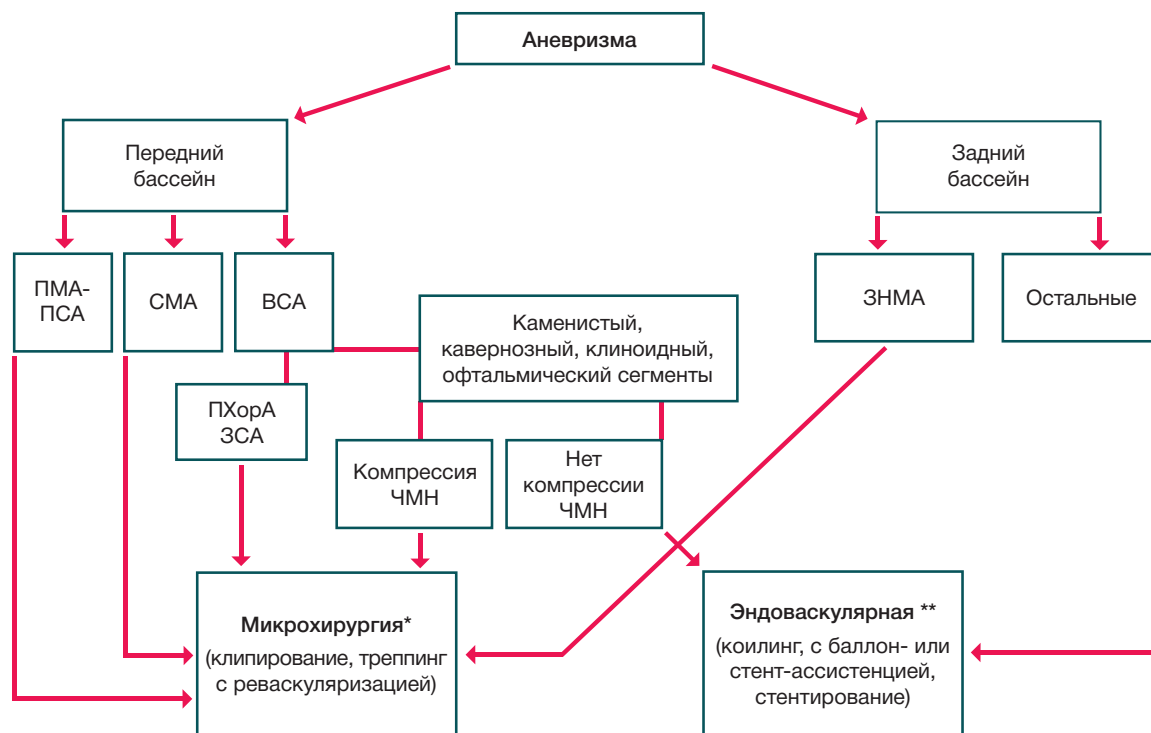 Аневризма
Передний
бассейн
Задний
бассейн
ПМА-
ПСА
СМА
ВСА
ЗНМА
Остальные
Каменистый,
кавернозный, клиноидный,
офтальмический сегменты
ПХорА
ЗСА
Компрессия
ЧМН
Нет
компрессии
ЧМН
Микрохирургия*
(клипирование, треппинг
с реваскуляризацией)
Эндоваскулярная **
(коилинг, с баллон- или
стент-ассистенцией,
стентирование)